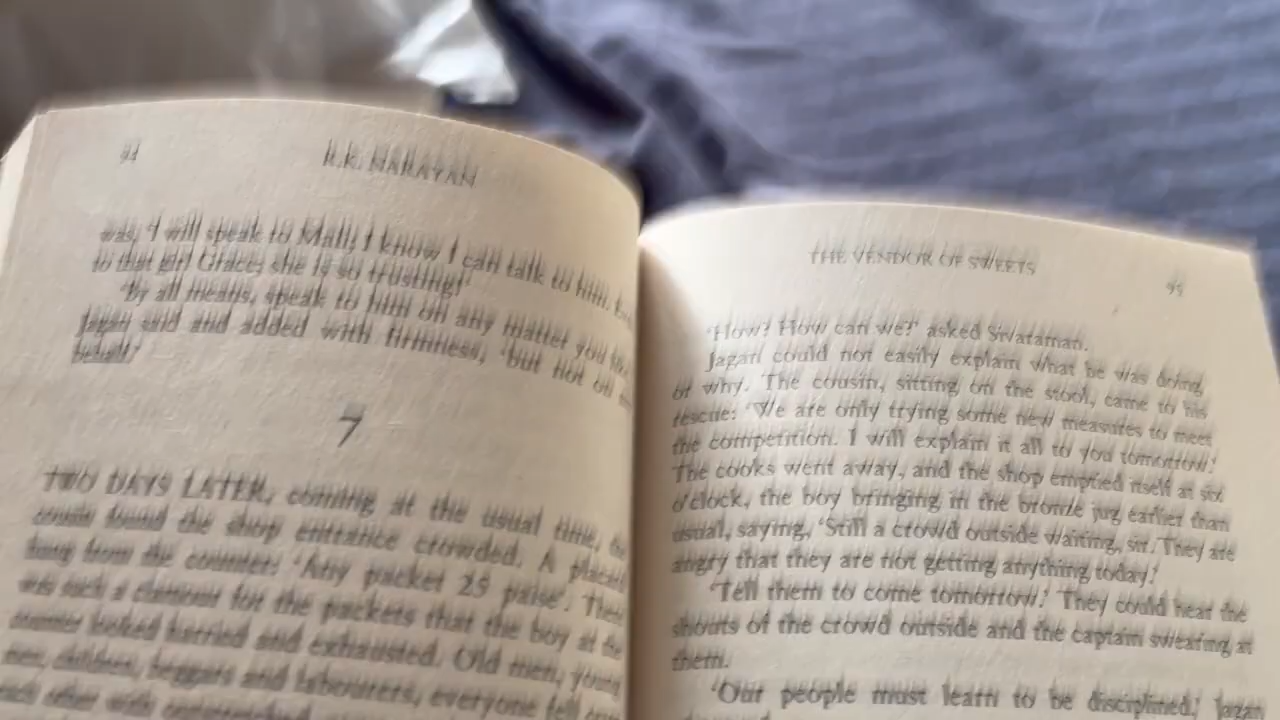 94
R.K. NARAYAN
was, 'I will speak to Mali; I know I can talk to him.
to that girl Grace; she is so trusting!'
'By all means, speak to him on any matter you
Jagan said and added with firmness, 'but not on
behalf.'
7
TWO DAYS LATER, coming at the usual time, the
cousin found the shop entrance crowded. A placard
hung from the counter: 'Any packet 25 paise'. There
was such a clamour for the packets that the boy at the
counter looked harried and exhausted. Old men, young
men, children, beggars and labourers, everyone fell
each other with outstretched
THE VENDOR OF SWEETS
95
'How? How can we?' asked Sivaraman.
Jagan could not easily explain what he was doing
or why. The cousin, sitting on the stool, came to his
rescue: 'We are only trying some new measures to meet
the competition. I will explain it all to you tomorrow.'
The cooks went away, and the shop emptied itself at six
o'clock, the boy bringing in the bronze jug earlier than
usual, saying, 'Still a crowd outside waiting, sir. They are
angry that they are not getting anything today.'
'Tell them to come tomorrow.' They could hear the
shouts of the crowd outside and the captain swearing at
them.
'Our people must learn to be disciplined,' Jagan